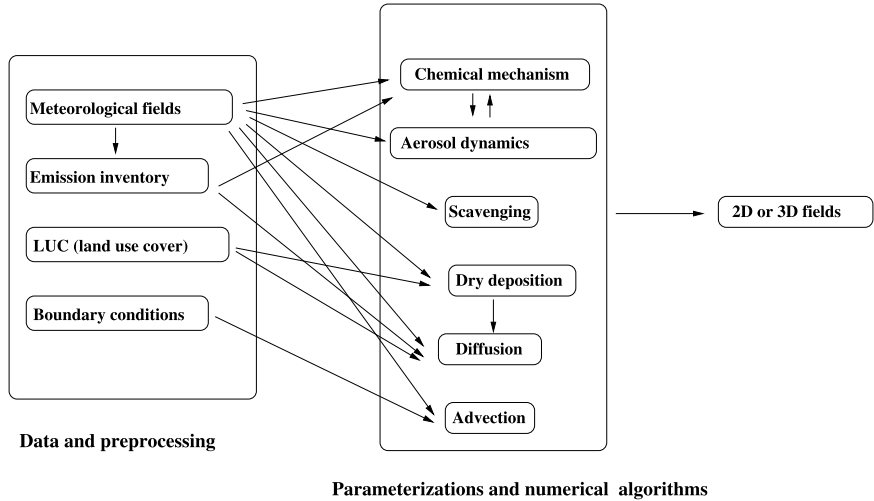 Meteorological fields
Emission inventory
LUC (land use cover)
Boundary conditions
Data and preprocessing
Chemical mechanism
Aerosol dynamics
Scavenging
Dry deposition
Diffusion
Advection
Parameterizations and numerical algorithms
2D or 3D fields